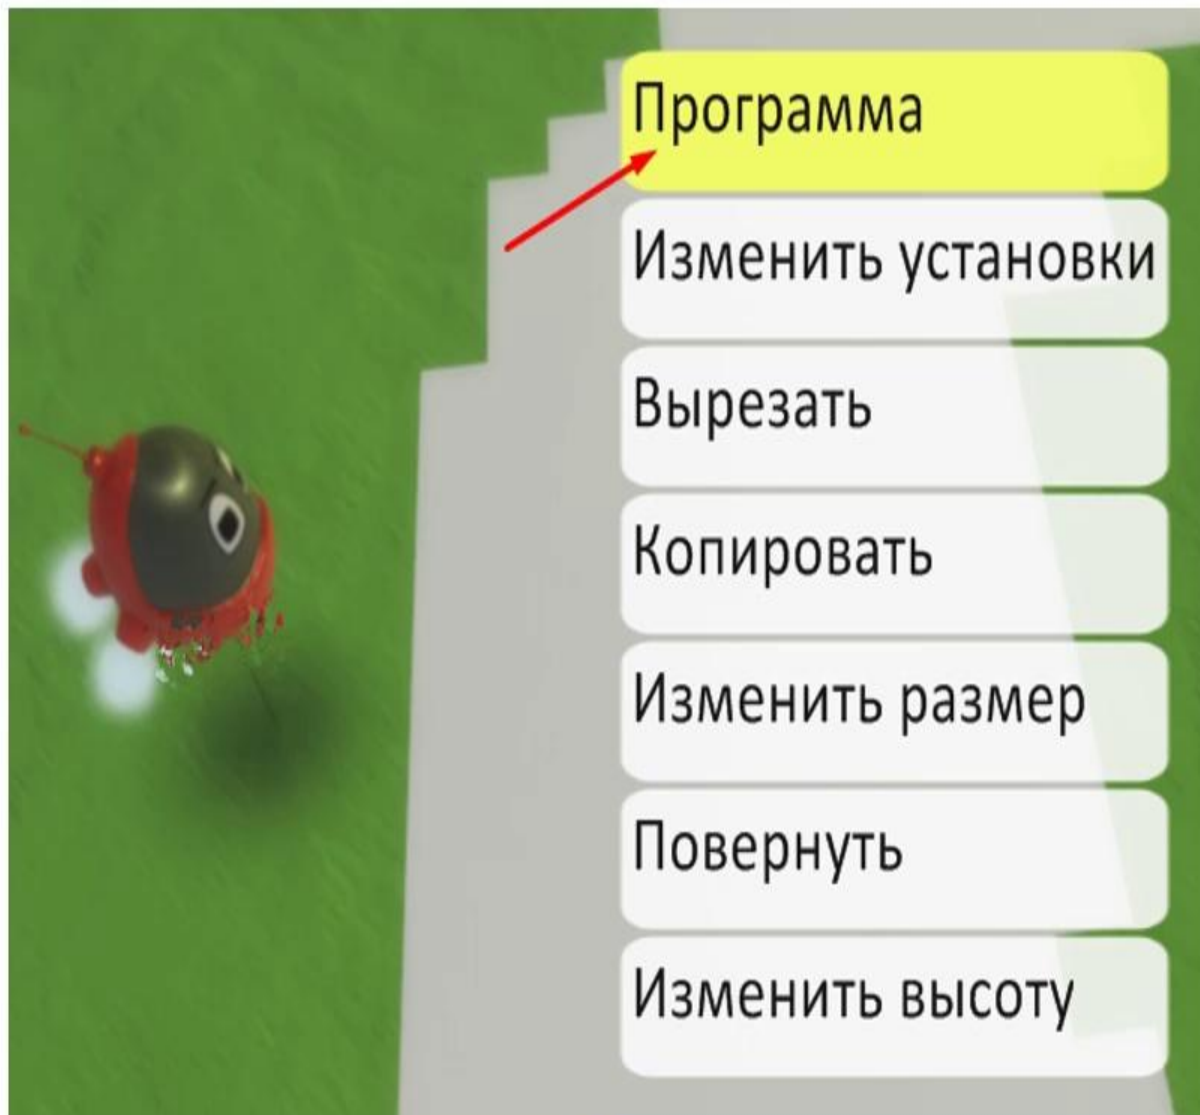 Программа
Изменить установки
Вырезать
Копировать
Изменить размер
Повернуть
Изменить высоту